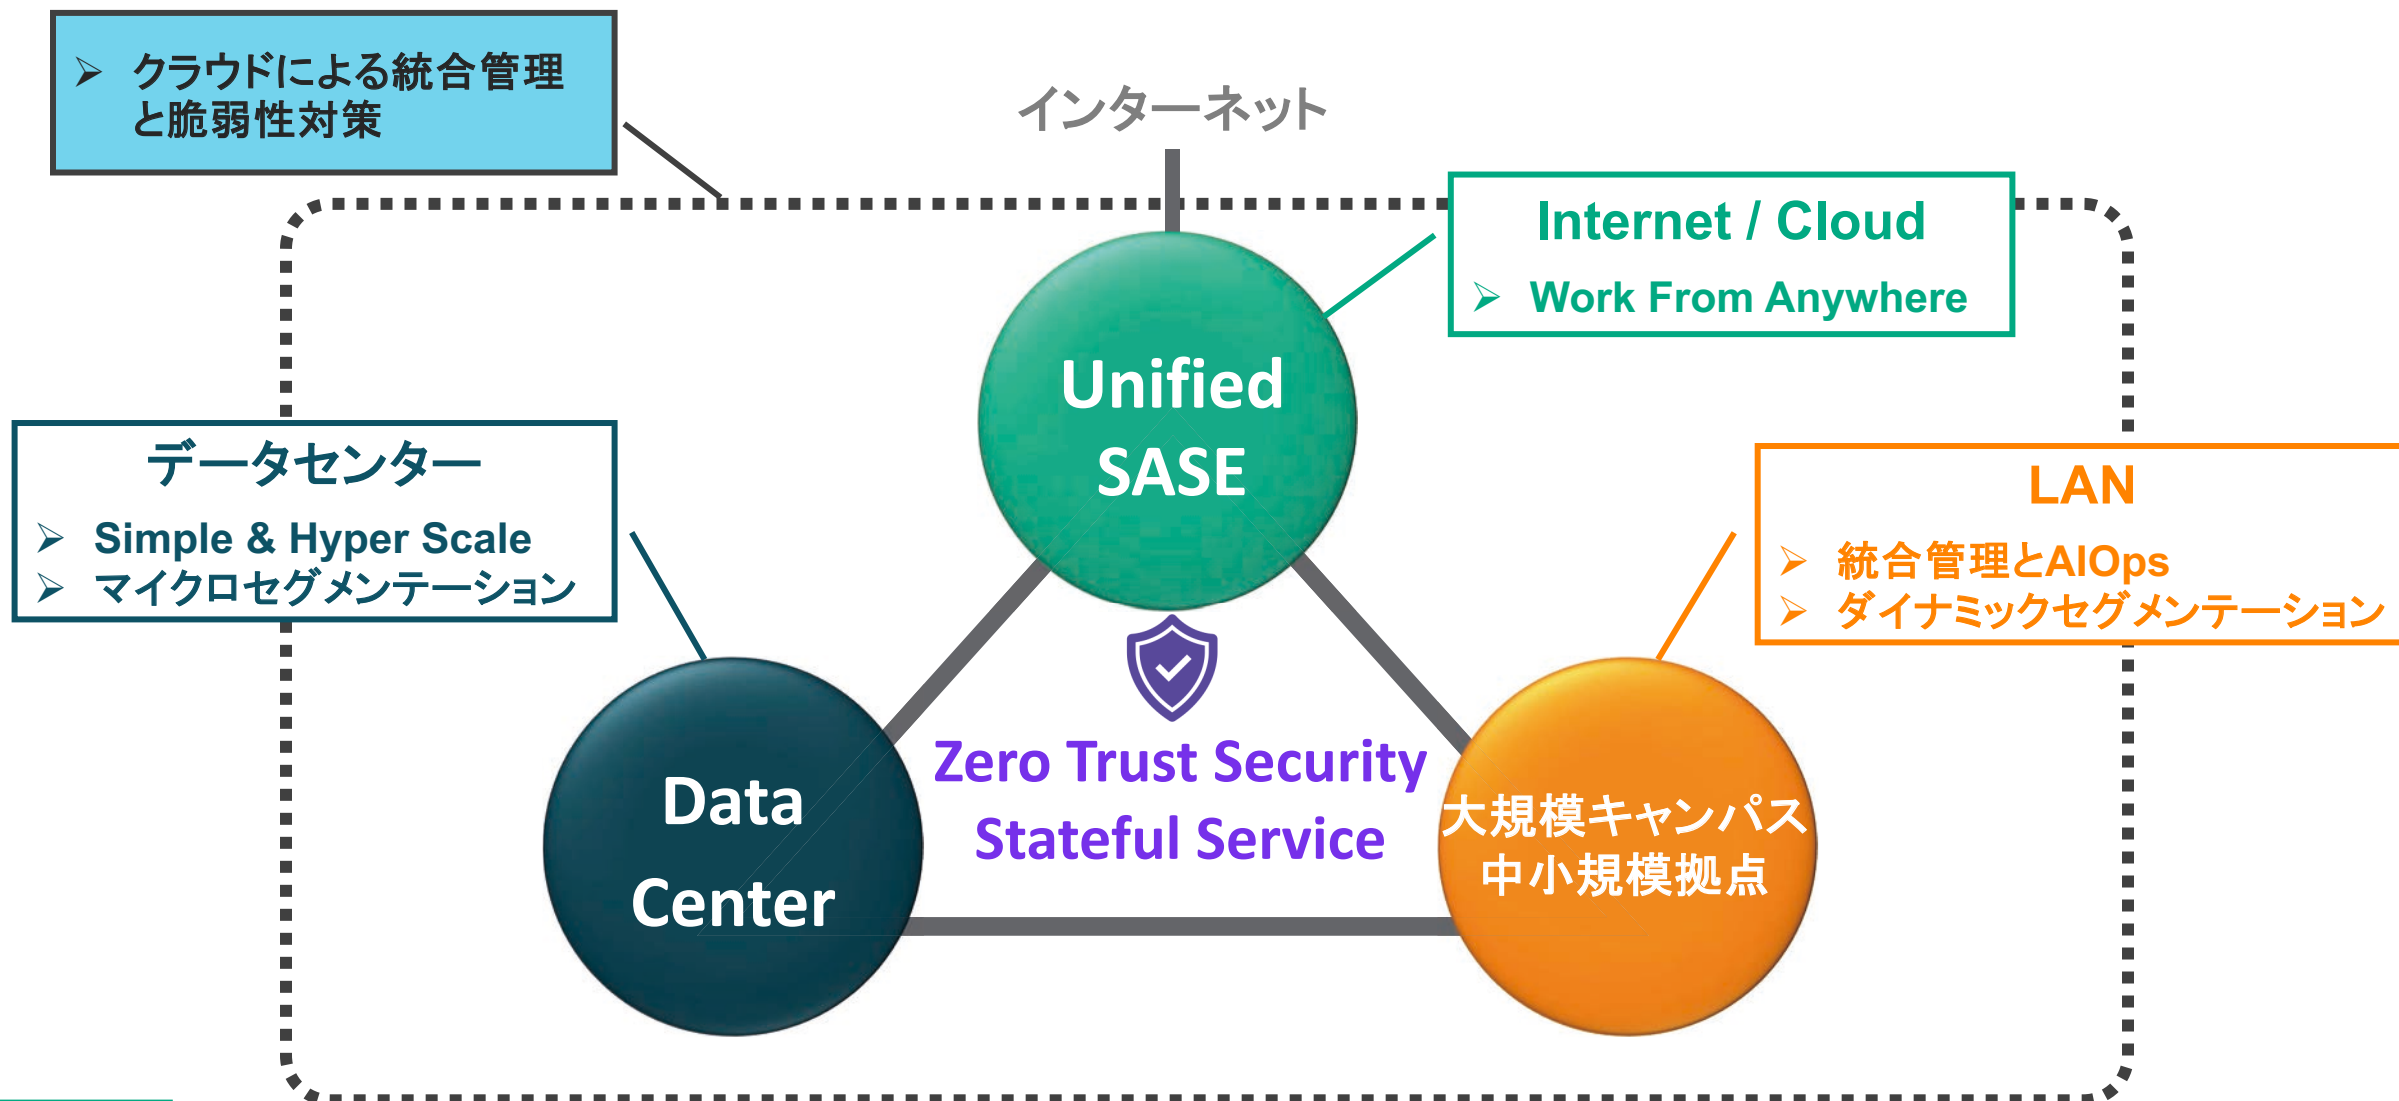 ➢ クラウドによる統合管理
と脆弱性対策
インターネット
Internet / Cloud
➢ Work From Anywhere
Unified
SASE
データセンター
➢ Simple & Hyper Scale
➢ マイクロセグメンテーション
LAN
➢ 統合管理とAIOps
➢ ダイナミックセグメンテーション
Zero Trust Security
Stateful Service
Data
Center
大規模キャンパス
中小規模拠点